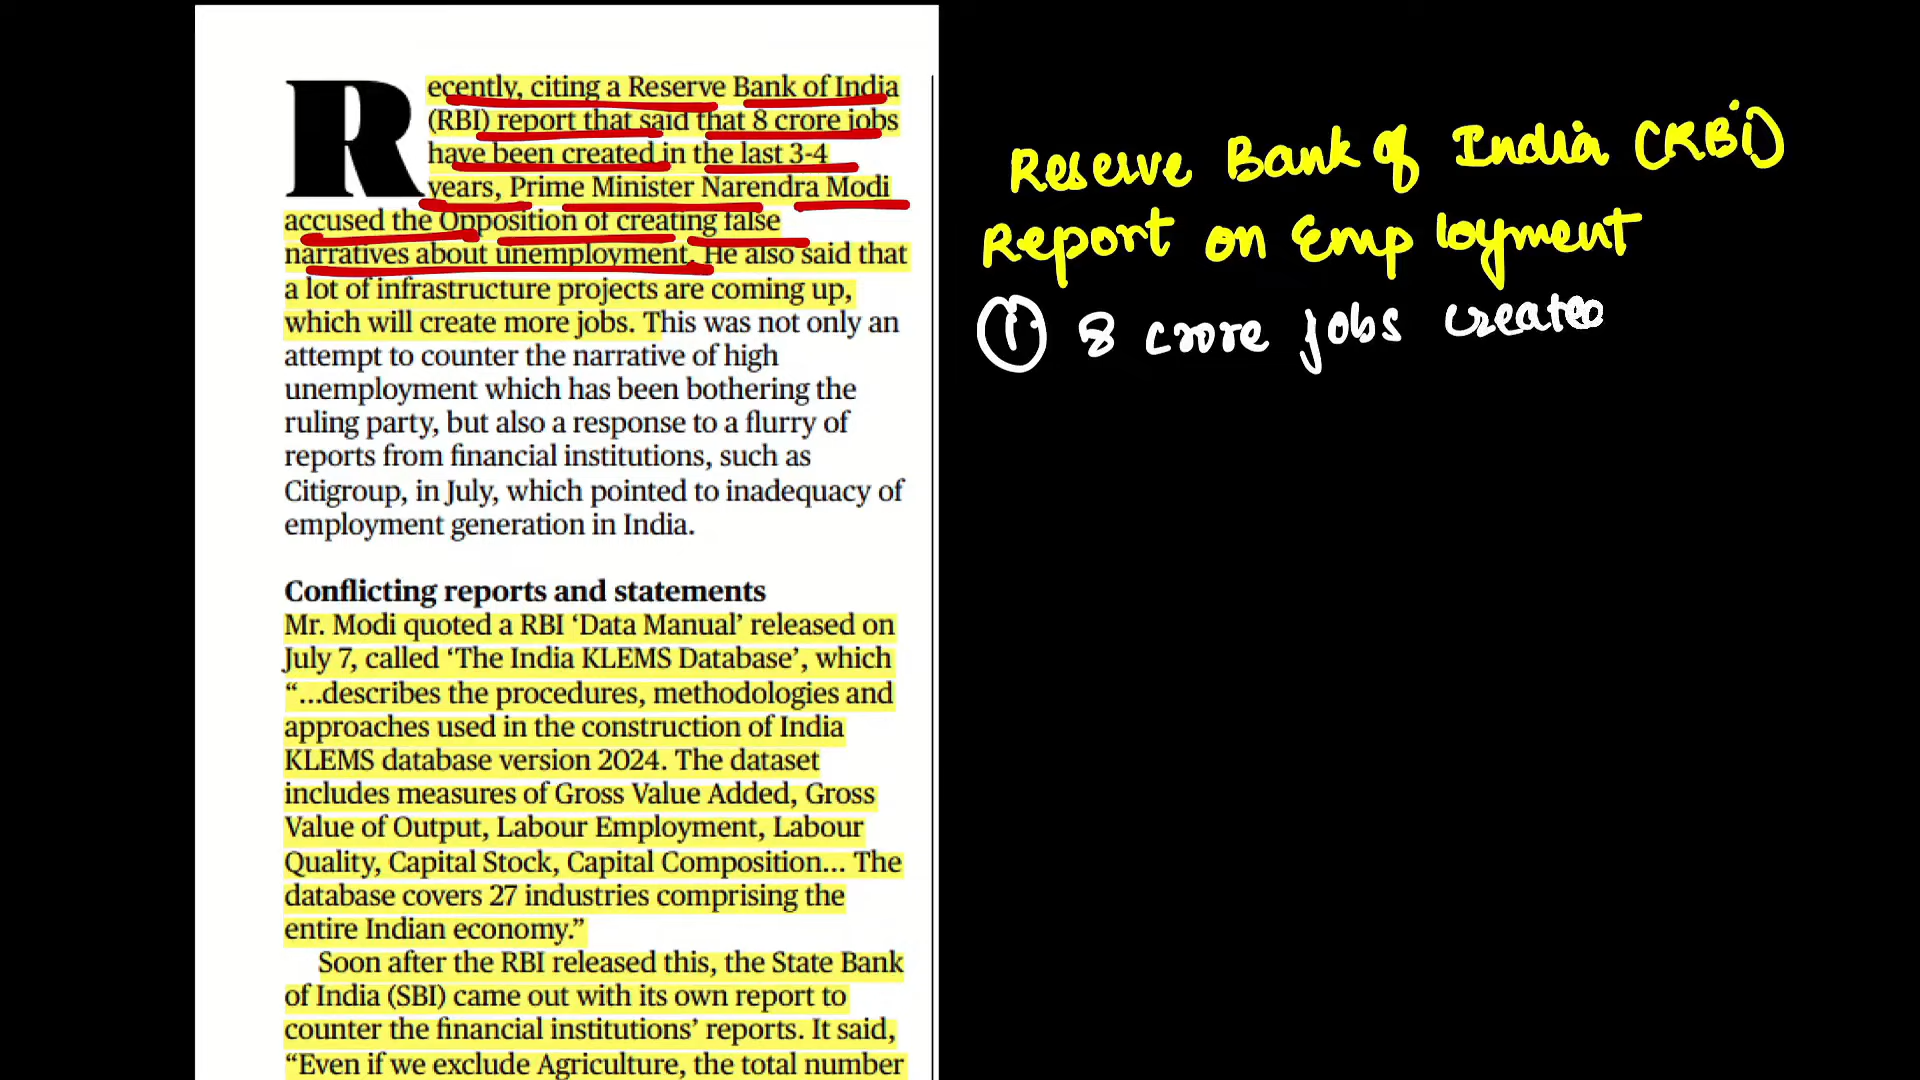 Recently, citing a Reserve Bank of India
(RBI) report that said that 8 crore jobs
have been created in the last 3-4
years, Prime Minister Narendra Modi
accused the Opposition of creating false
narratives about unemployment. He also said that
a lot of infrastructure projects are coming up,
which will create more jobs. This was not only an
attempt to counter the narrative of high
unemployment which has been bothering the
ruling party, but also a response to a flurry of
reports from financial institutions, such as
Citigroup, in July, which pointed to inadequacy of
employment generation in India.
Conflicting reports and statements
Mr. Modi quoted a RBI ‘Data Manual’ released on
July 7, called ‘The India KLEMS Database’, which
“...describes the procedures, methodologies and
approaches used in the construction of India
KLEMS database version 2024. The dataset
includes measures of Gross Value Added, Gross
Value of Output, Labour Employment, Labour
Quality, Capital Stock, Capital Composition... The
database covers 27 industries comprising the
entire Indian economy.”
Soon after the RBI released this, the State Bank
of India (SBI) came out with its own report to
counter the financial institutions’ reports. It said,
“Even if we exclude Agriculture, the total number
Reserve Bank of India (RBI)
Report on Employment
① 8 crore jobs created